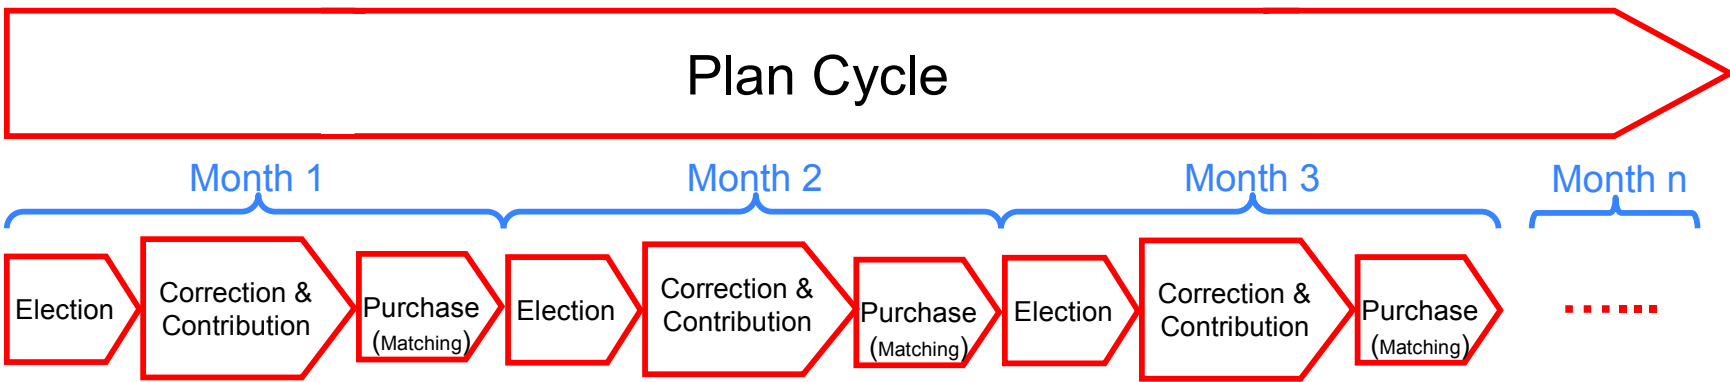 Plan Cycle
Month 1
Month 2
Month 3
Month n
Election
Correction &
Contribution
Purchase
(Matching)
Election
Correction &
Contribution
Purchase
(Matching)
Election
Correction &
Contribution
Purchase
(Matching)